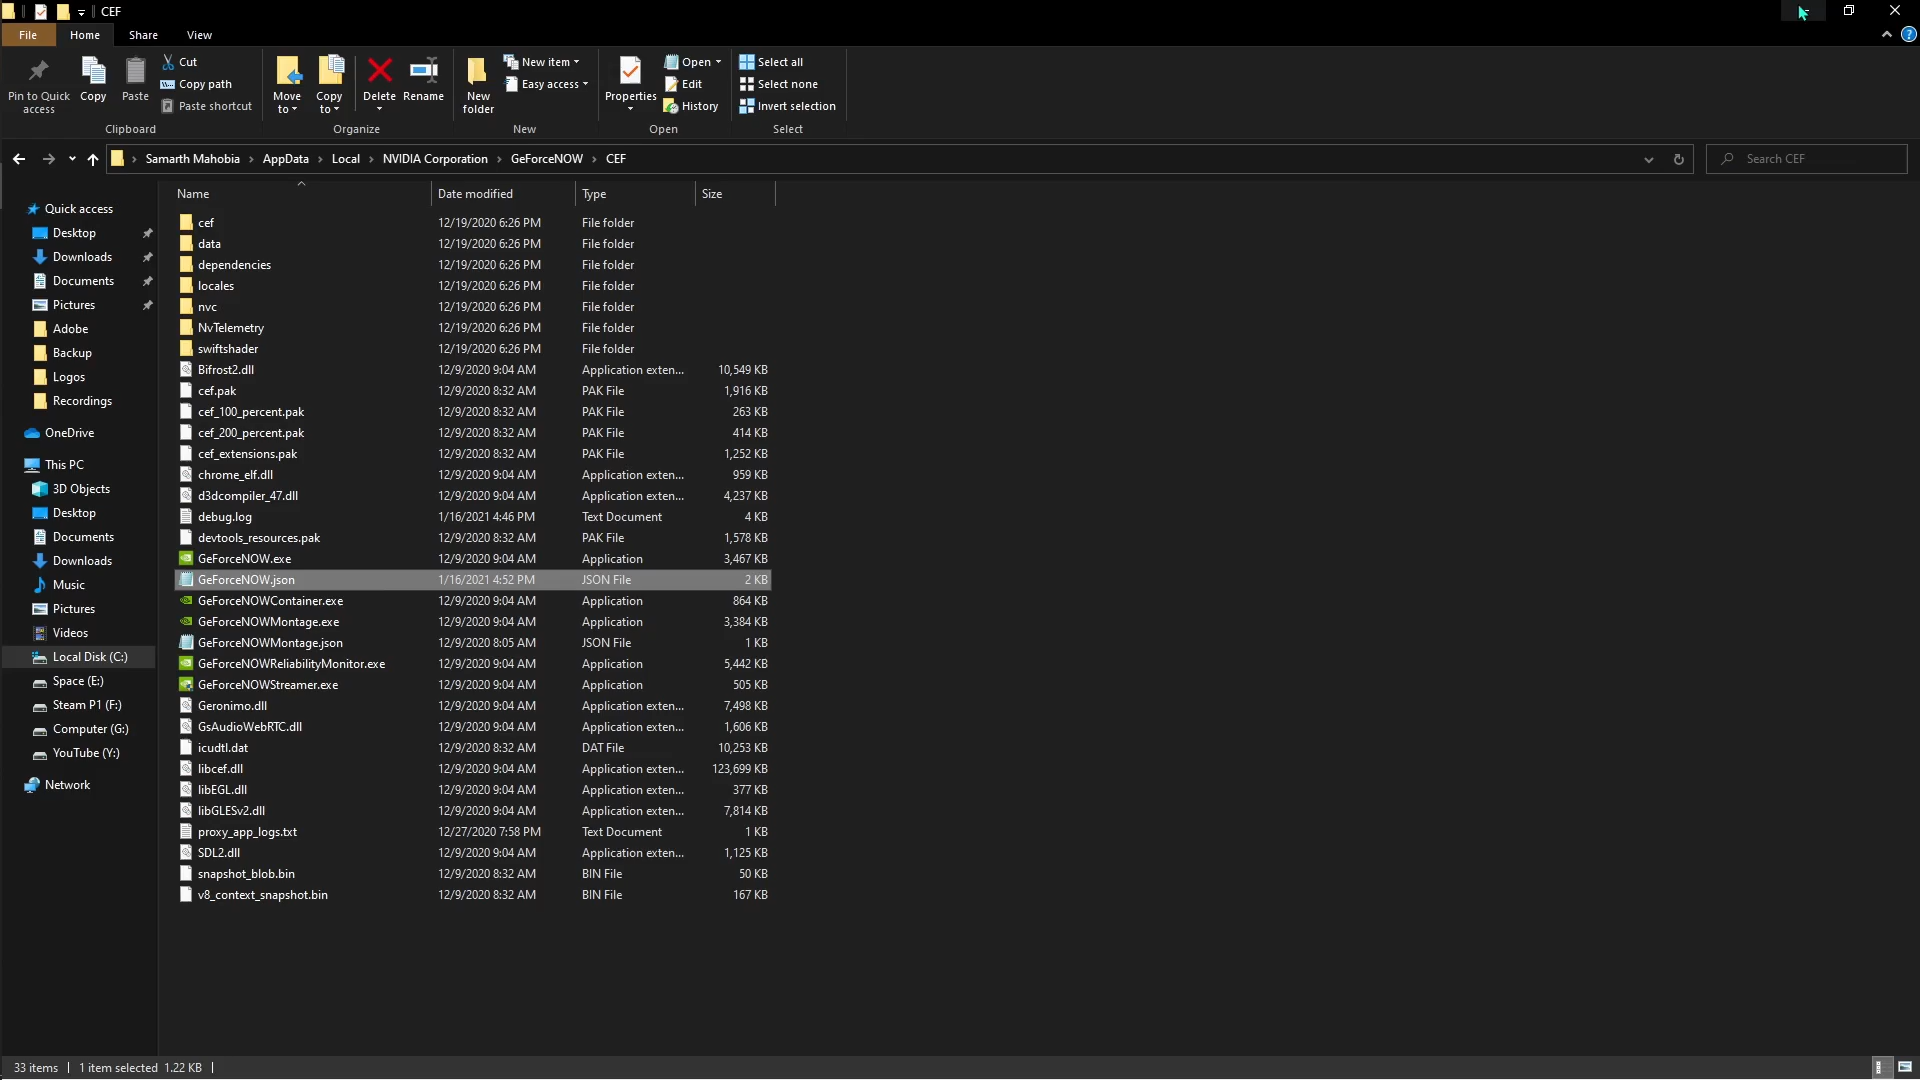 CEF
File Home Share View
Pin to Quick access
Copy
Paste
Cut
Copy path
Paste shortcut
Clipboard
Move to
Copy to
Delete
Rename
Organize
New folder
New item
Easy access
New
Properties
Open
Edit
History
Open
Select all
Select none
Invert selection
Select
Samarth Mahobia › AppData › Local › NVIDIA Corporation › GeForceNOW › CEF
Search CEF
Quick access
Desktop
Downloads
Documents
Pictures
Adobe
Backup
Logos
Recordings
OneDrive
This PC
3D Objects
Desktop
Documents
Downloads
Music
Pictures
Videos
Local Disk (C:)
Space (E:)
Steam P1 (F:)
Computer (G:)
YouTube (Y:)
Network
Name Date modified Type Size
cef 12/19/2020 6:26 PM File folder
data 12/19/2020 6:26 PM File folder
dependencies 12/19/2020 6:26 PM File folder
locales 12/19/2020 6:26 PM File folder
nvc 12/19/2020 6:26 PM File folder
NvTelemetry 12/19/2020 6:26 PM File folder
swiftshader 12/19/2020 6:26 PM File folder
Bifrost2.dll 12/9/2020 9:04 AM Application exten... 10,549 KB
cef.pak 12/9/2020 8:32 AM PAK File 1,916 KB
cef_100_percent.pak 12/9/2020 8:32 AM PAK File 263 KB
cef_200_percent.pak 12/9/2020 8:32 AM PAK File 414 KB
cef_extensions.pak 12/9/2020 8:32 AM PAK File 1,252 KB
chrome_elf.dll 12/9/2020 9:04 AM Application exten... 959 KB
d3dcompiler_47.dll 12/9/2020 9:04 AM Application exten... 4,237 KB
debug.log 1/16/2021 4:46 PM Text Document 4 KB
devtools_resources.pak 12/9/2020 8:32 AM PAK File 1,578 KB
GeForceNOW.exe 12/9/2020 9:04 AM Application 3,467 KB
GeForceNOW.json 1/16/2021 4:52 PM JSON File 2 KB
GeForceNOWContainer.exe 12/9/2020 9:04 AM Application 864 KB
GeForceNOWMontage.exe 12/9/2020 9:04 AM Application 3,384 KB
GeForceNOWMontage.json 12/9/2020 8:05 AM JSON File 1 KB
GeForceNOWReliabilityMonitor.exe 12/9/2020 9:04 AM Application 5,442 KB
GeForceNOWStreamer.exe 12/9/2020 9:04 AM Application 505 KB
Geronimo.dll 12/9/2020 9:04 AM Application exten... 7,498 KB
GsAudioWebRTC.dll 12/9/2020 9:04 AM Application exten... 1,606 KB
icudtl.dat 12/9/2020 8:32 AM DAT File 10,253 KB
libcef.dll 12/9/2020 9:04 AM Application exten... 123,699 KB
libEGL.dll 12/9/2020 9:04 AM Application exten... 377 KB
libGLESv2.dll 12/9/2020 9:04 AM Application exten... 7,814 KB
proxy_app_logs.txt 12/27/2020 7:58 PM Text Document 1 KB
SDL2.dll 12/9/2020 9:04 AM Application exten... 1,125 KB
snapshot_blob.bin 12/9/2020 8:32 AM BIN File 50 KB
v8_context_snapshot.bin 12/9/2020 8:32 AM BIN File 167 KB
33 items 1 item selected 1.22 KB